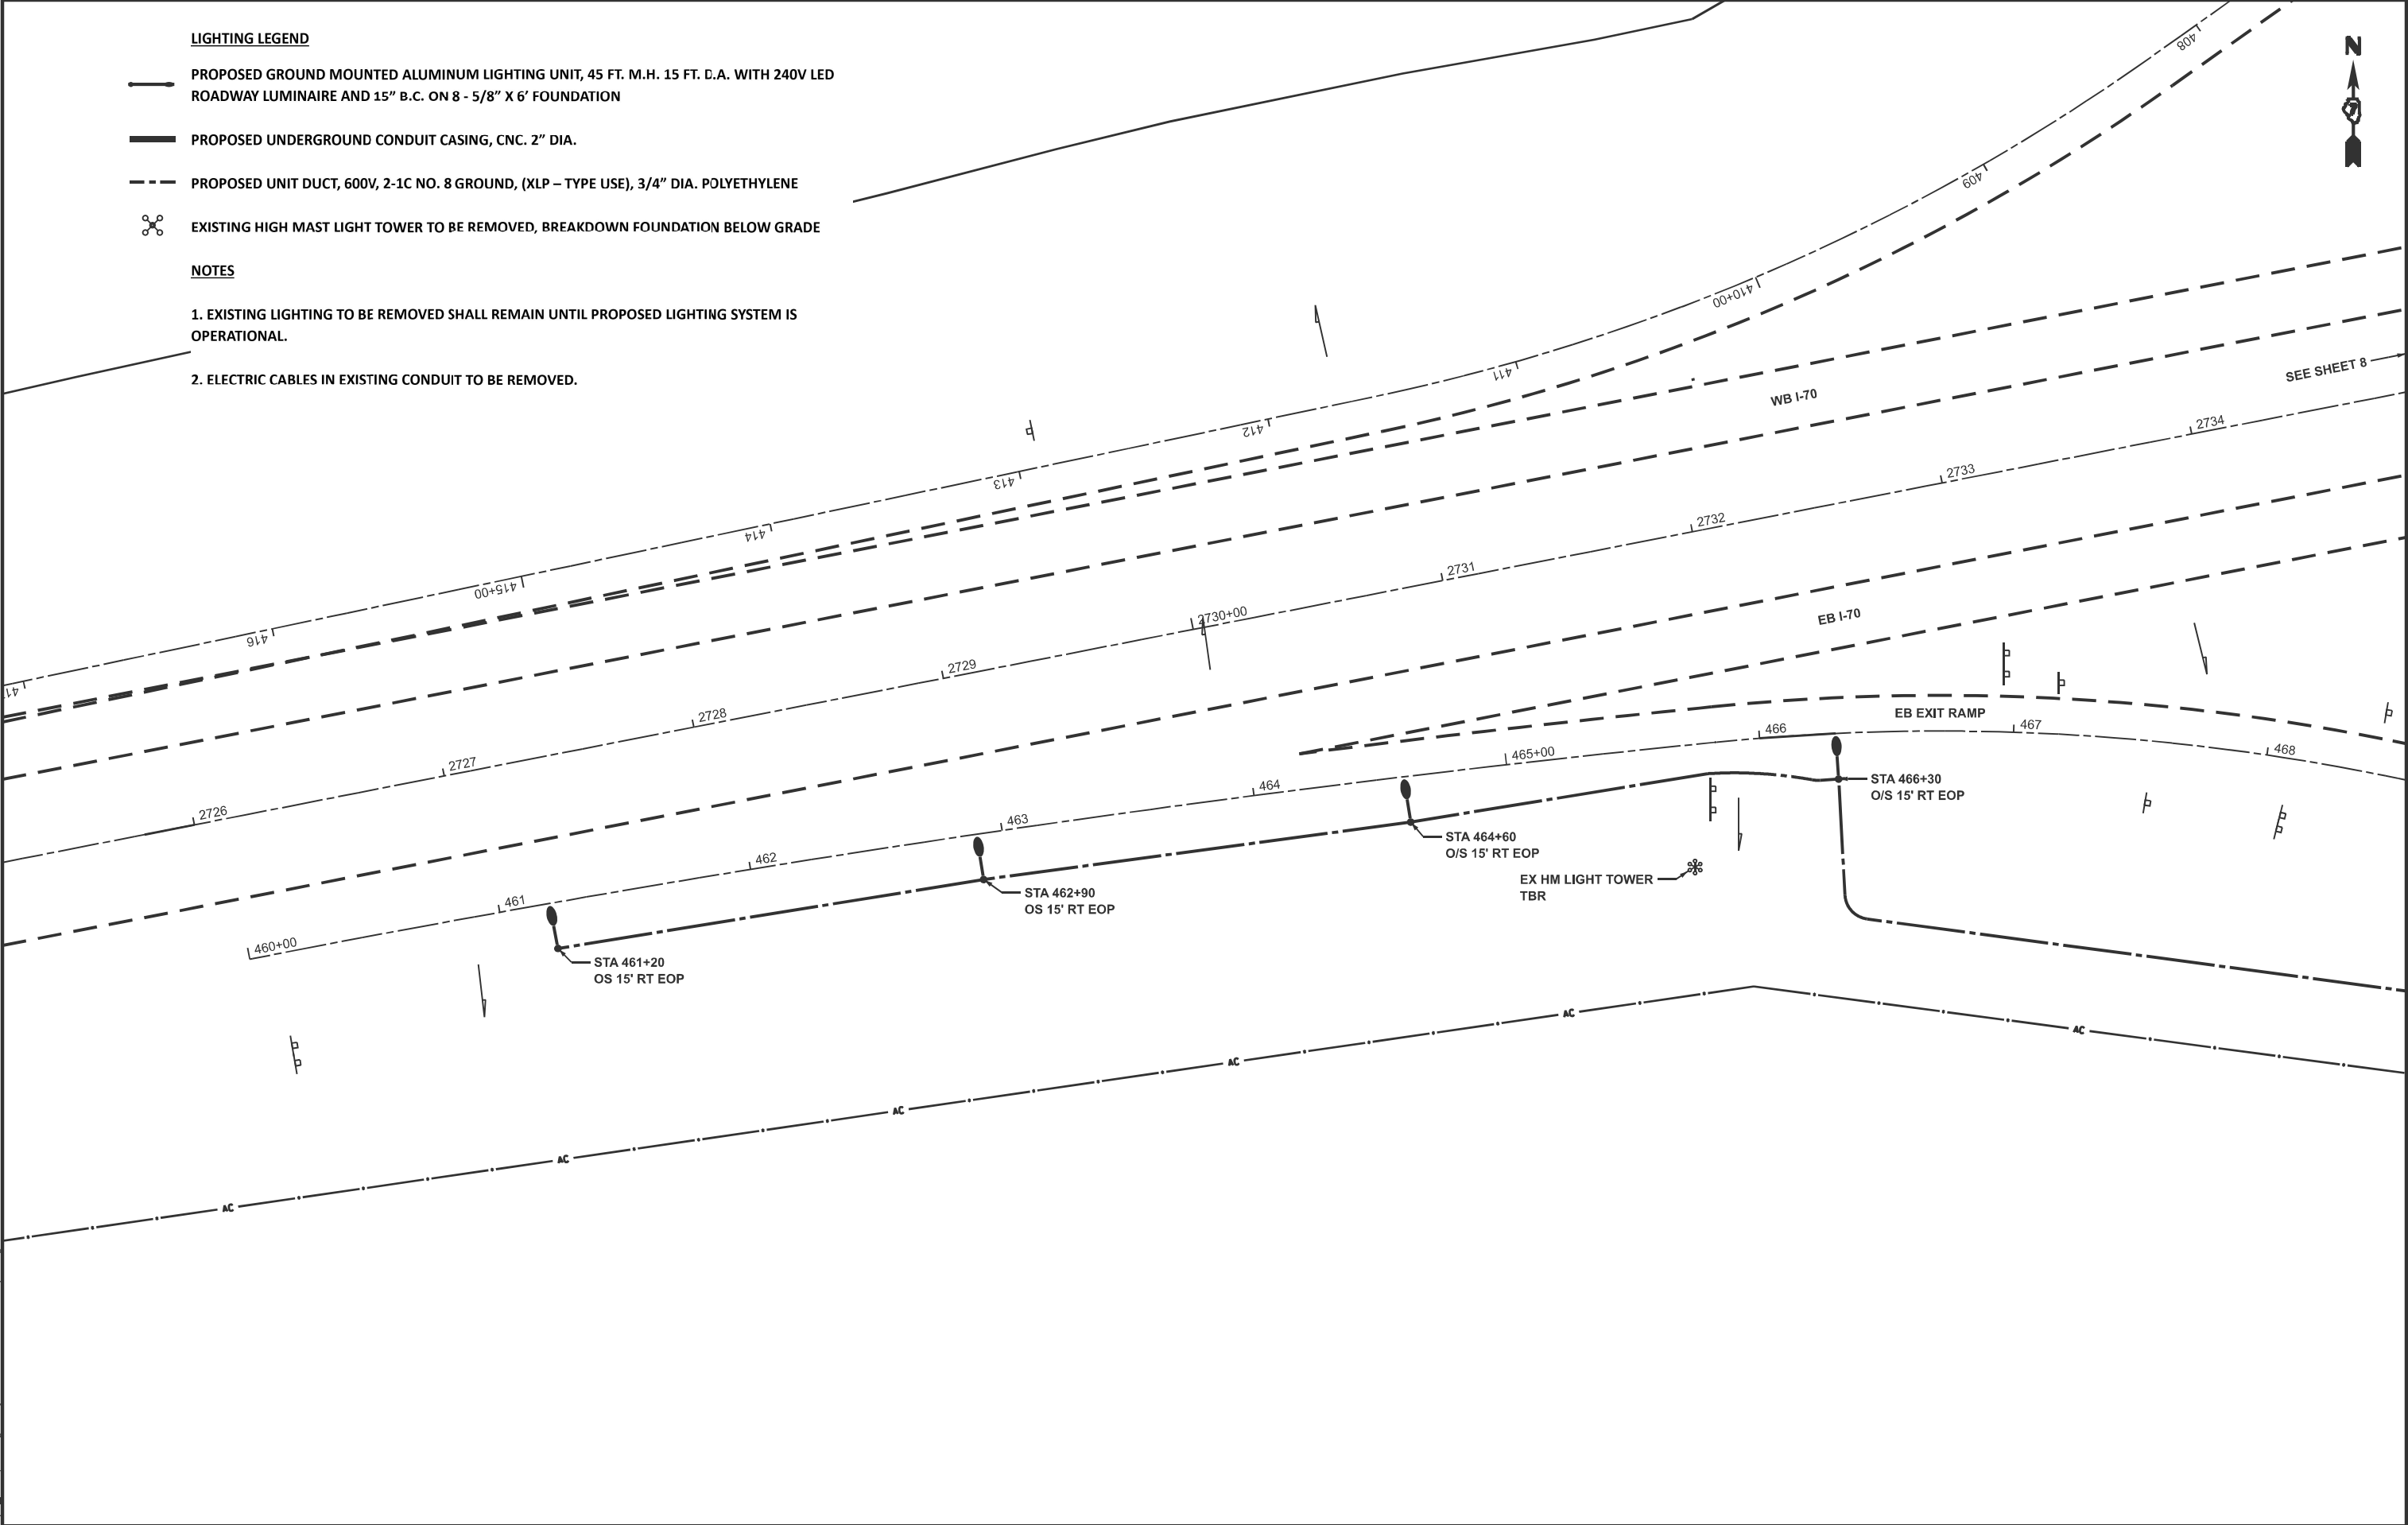 LIGHTING LEGEND
PROPOSED GROUND MOUNTED ALUMINUM LIGHTING UNIT, 45 FT. M.H. 15 FT. D.A. WITH 240V LED
ROADWAY LUMINAIRE AND 15” B.C. ON 8 - 5/8” X 6’ FOUNDATION
PROPOSED UNDERGROUND CONDUIT CASING, CNC. 2” DIA.
PROPOSED UNIT DUCT, 600V, 2-1C NO. 8 GROUND, (XLP – TYPE USE), 3/4” DIA. POLYETHYLENE
EXISTING HIGH MAST LIGHT TOWER TO BE REMOVED, BREAKDOWN FOUNDATION BELOW GRADE
NOTES
1. EXISTING LIGHTING TO BE REMOVED SHALL REMAIN UNTIL PROPOSED LIGHTING SYSTEM IS
OPERATIONAL.
2. ELECTRIC CABLES IN EXISTING CONDUIT TO BE REMOVED.
N
408
409
410+00
411
412
413
414
415+00
416
WB I-70
SEE SHEET 8
2734
2733
2732
2731
2730+00
2729
2728
2727
2726
EB I-70
EB EXIT RAMP
460+00
461
462
463
464
465+00
466
467
468
STA 466+30
O/S 15' RT EOP
STA 464+60
O/S 15' RT EOP
EX HM LIGHT TOWER
TBR
STA 462+90
OS 15' RT EOP
STA 461+20
OS 15' RT EOP
AC
AC
AC
AC
AC
AC